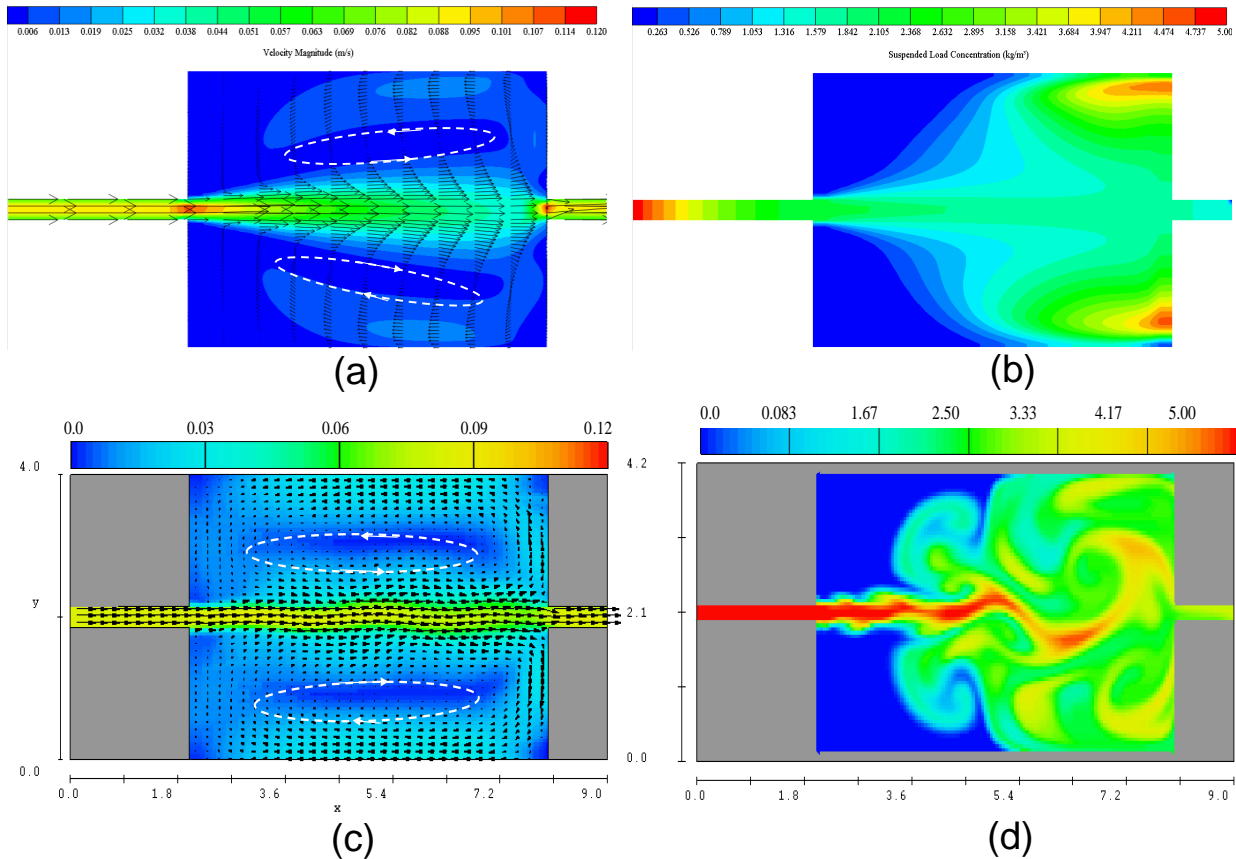 0.006 0.013 0.019 0.025 0.032 0.038 0.044 0.051 0.057 0.063 0.069 0.076 0.082 0.088 0.095 0.101 0.107 0.114 0.120
Velocity Magnitude (m/s)
(a)
0.263 0.526 0.789 1.053 1.316 1.579 1.842 2.105 2.368 2.632 2.895 3.158 3.421 3.684 3.947 4.211 4.474 4.737 5.00
Suspended Load Concentration (kg/m³)
(b)
0.0 0.03 0.06 0.09 0.12
4.0
y
0.0
0.0 1.8 3.6 5.4 7.2 9.0
x
(c)
0.0 0.083 1.67 2.50 3.33 4.17 5.00
4.2
2.1
0.0
0.0 1.8 3.6 5.4 7.2 9.0
(d)